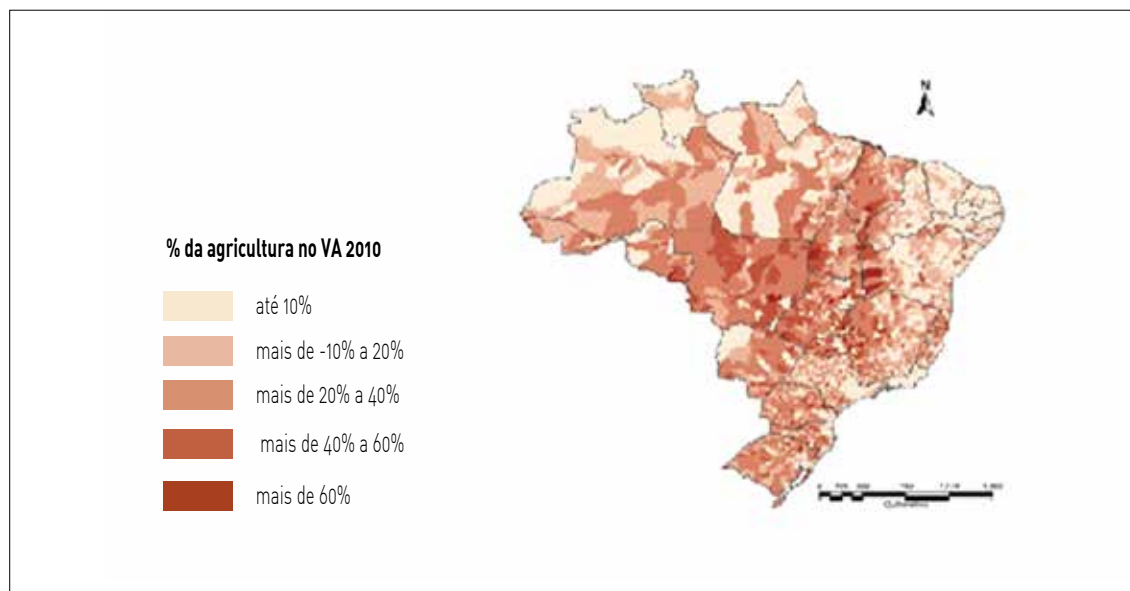 N
% da agricultura no VA 2010
até 10%
mais de -10% a 20%
mais de 20% a 40%
mais de 40% a 60%
mais de 60%